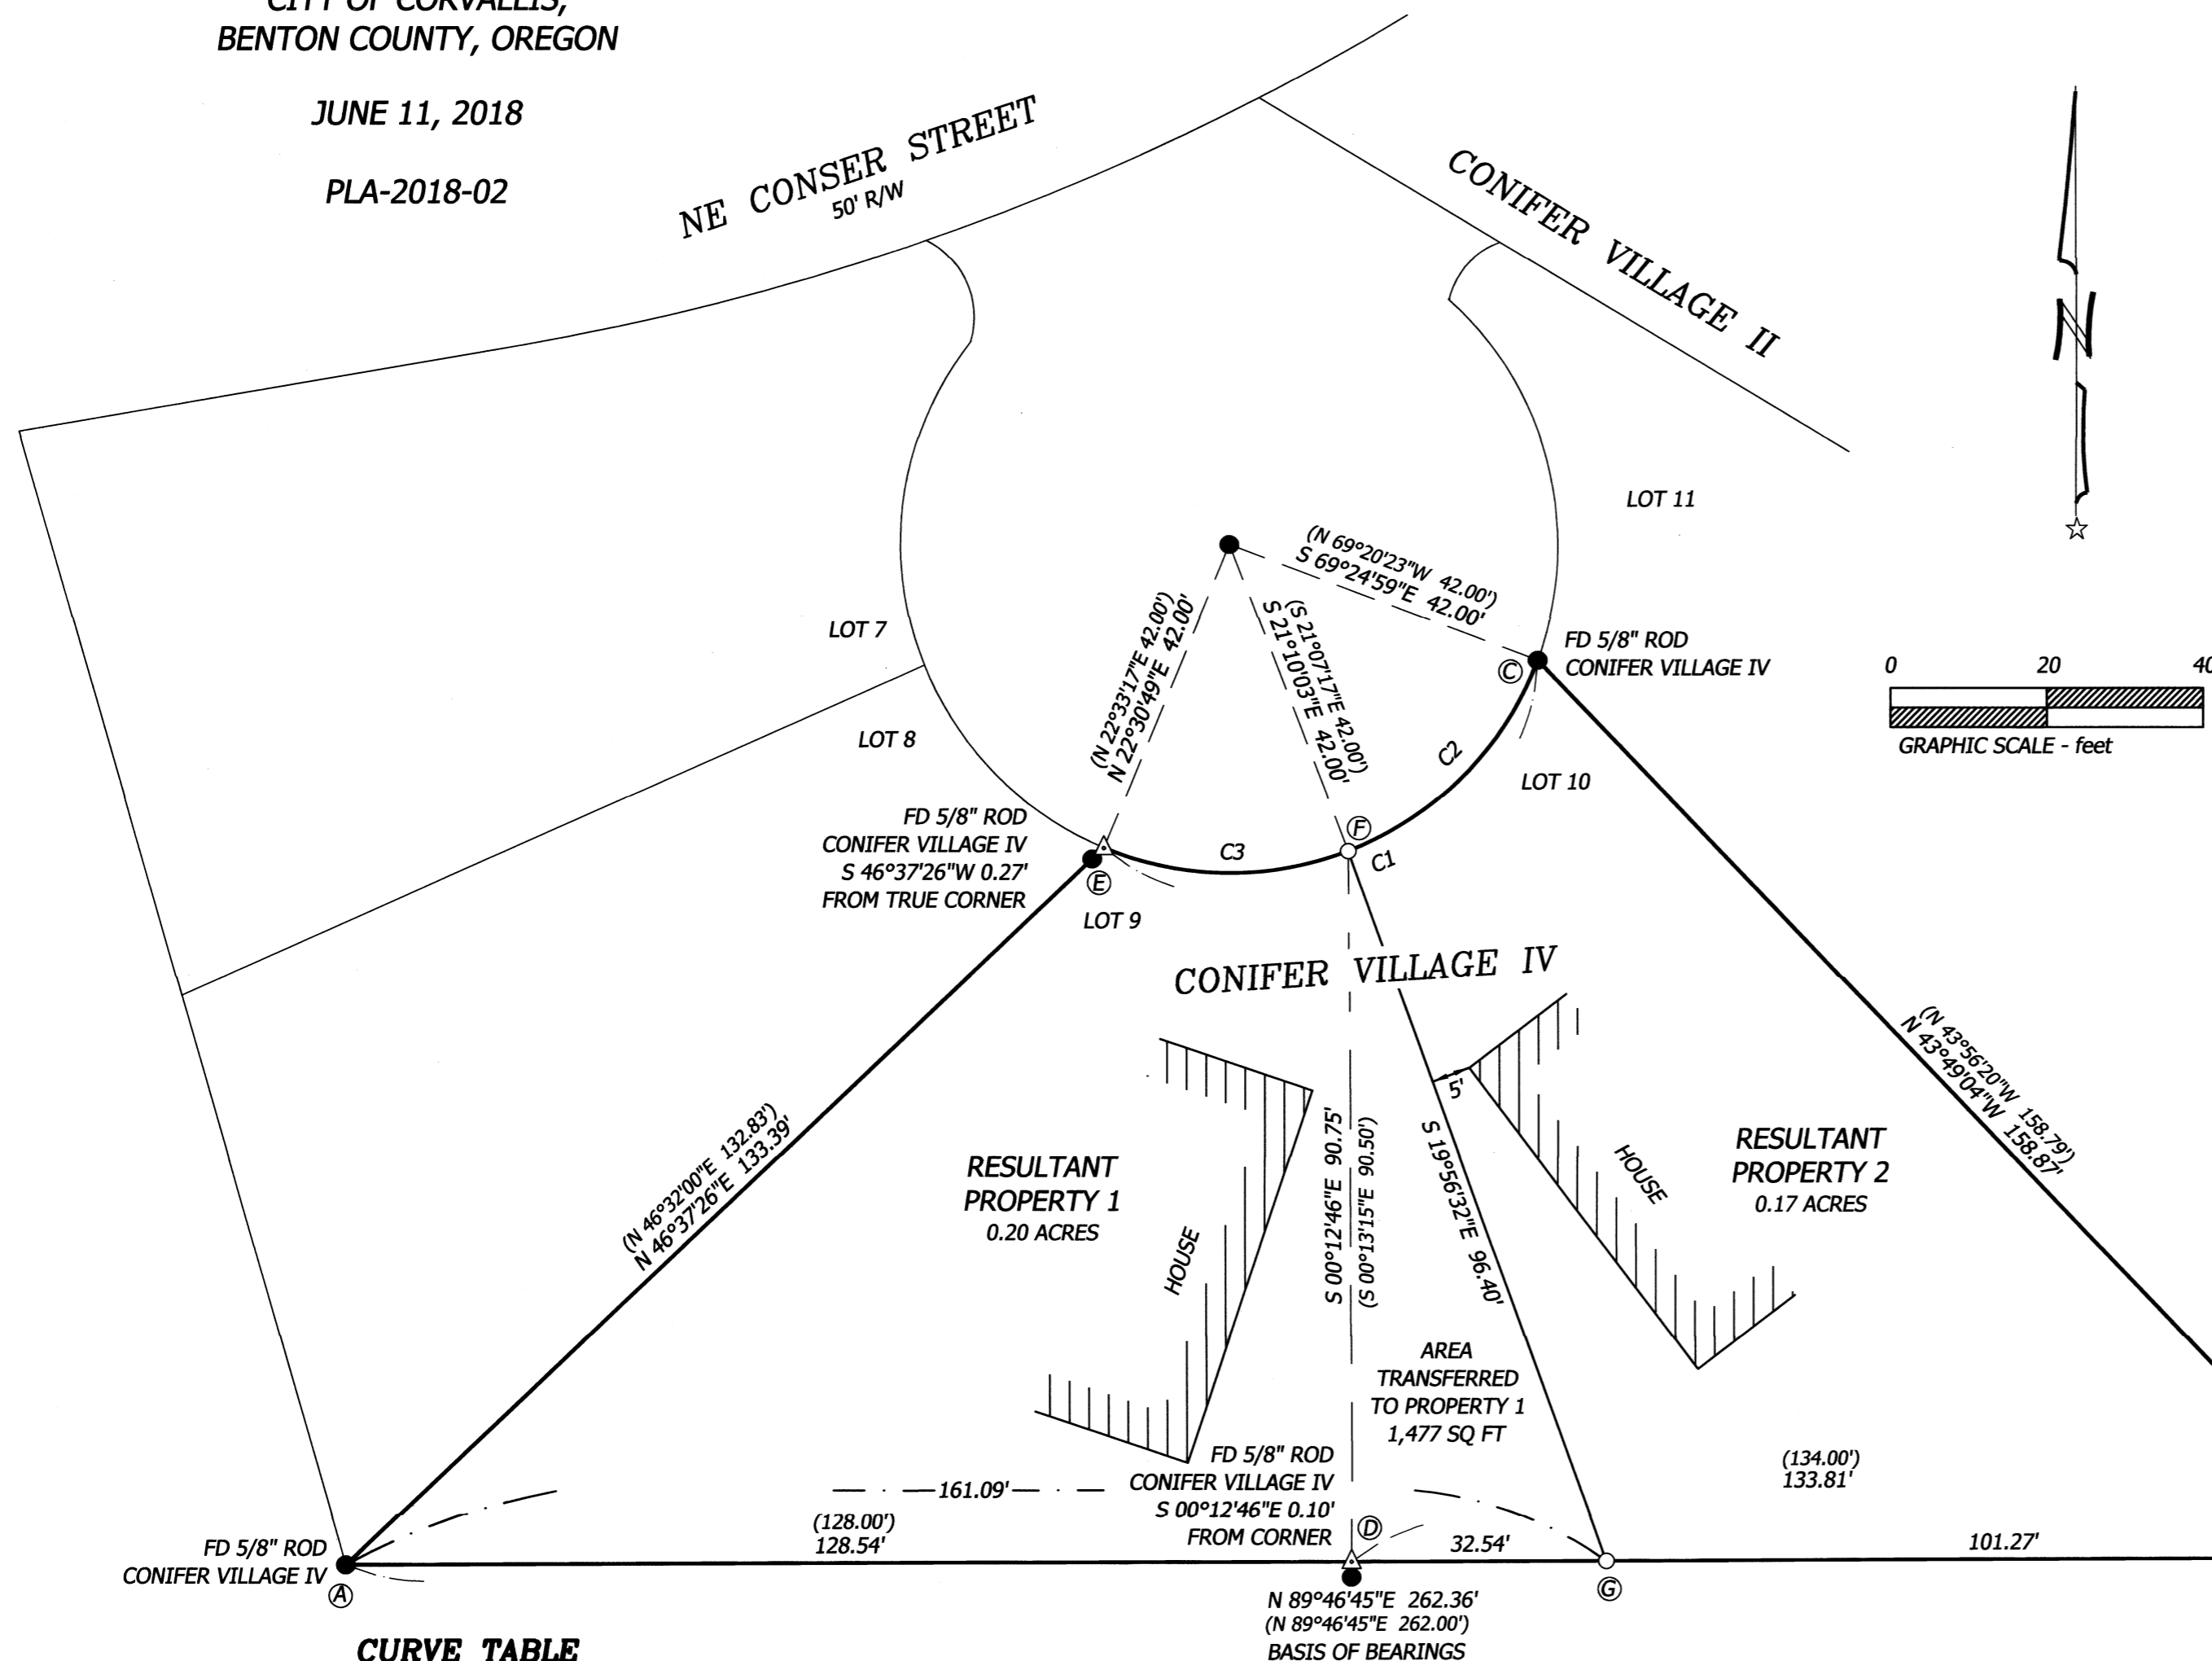 CITY OF CORVALLIS,
BENTON COUNTY, OREGON
JUNE 11, 2018
PLA-2018-02
NE CONSER STREET
50' R/W
CONIFER VILLAGE II
N
LOT 11
(N 69°20'23"W 42.00')
S 69°24'59"E 42.00'
(N 22°33'17"E 42.00')
N 22°30'49"E 42.00'
(S 21°07'17"E 42.00')
S 21°10'03"E 42.00'
LOT 7
FD 5/8" ROD
CONIFER VILLAGE IV
C
0 20 40
GRAPHIC SCALE - feet
LOT 8
C2
LOT 10
FD 5/8" ROD
CONIFER VILLAGE IV
S 46°37'26"W 0.27'
FROM TRUE CORNER
E
C3
F
C1
LOT 9
CONIFER VILLAGE IV
(N 43°56'20"W 158.79')
N 43°49'04"W 158.87'
5
(N 46°32'00"E 132.83')
N 46°37'26"E 133.39'
RESULTANT
PROPERTY 1
0.20 ACRES
HOUSE
S 00°12'46"E 90.75'
(S 00°13'15"E 90.50')
S 19°56'32"E 96.40'
HOUSE
RESULTANT
PROPERTY 2
0.17 ACRES
AREA
TRANSFERRED
TO PROPERTY 1
1,477 SQ FT
FD 5/8" ROD
CONIFER VILLAGE IV
S 00°12'46"E 0.10'
FROM CORNER
161.09'
(128.00')
128.54'
D
32.54'
(134.00')
133.81'
101.27'
FD 5/8" ROD
CONIFER VILLAGE IV
A
G
N 89°46'45"E 262.36'
(N 89°46'45"E 262.00')
BASIS OF BEARINGS
CURVE TABLE